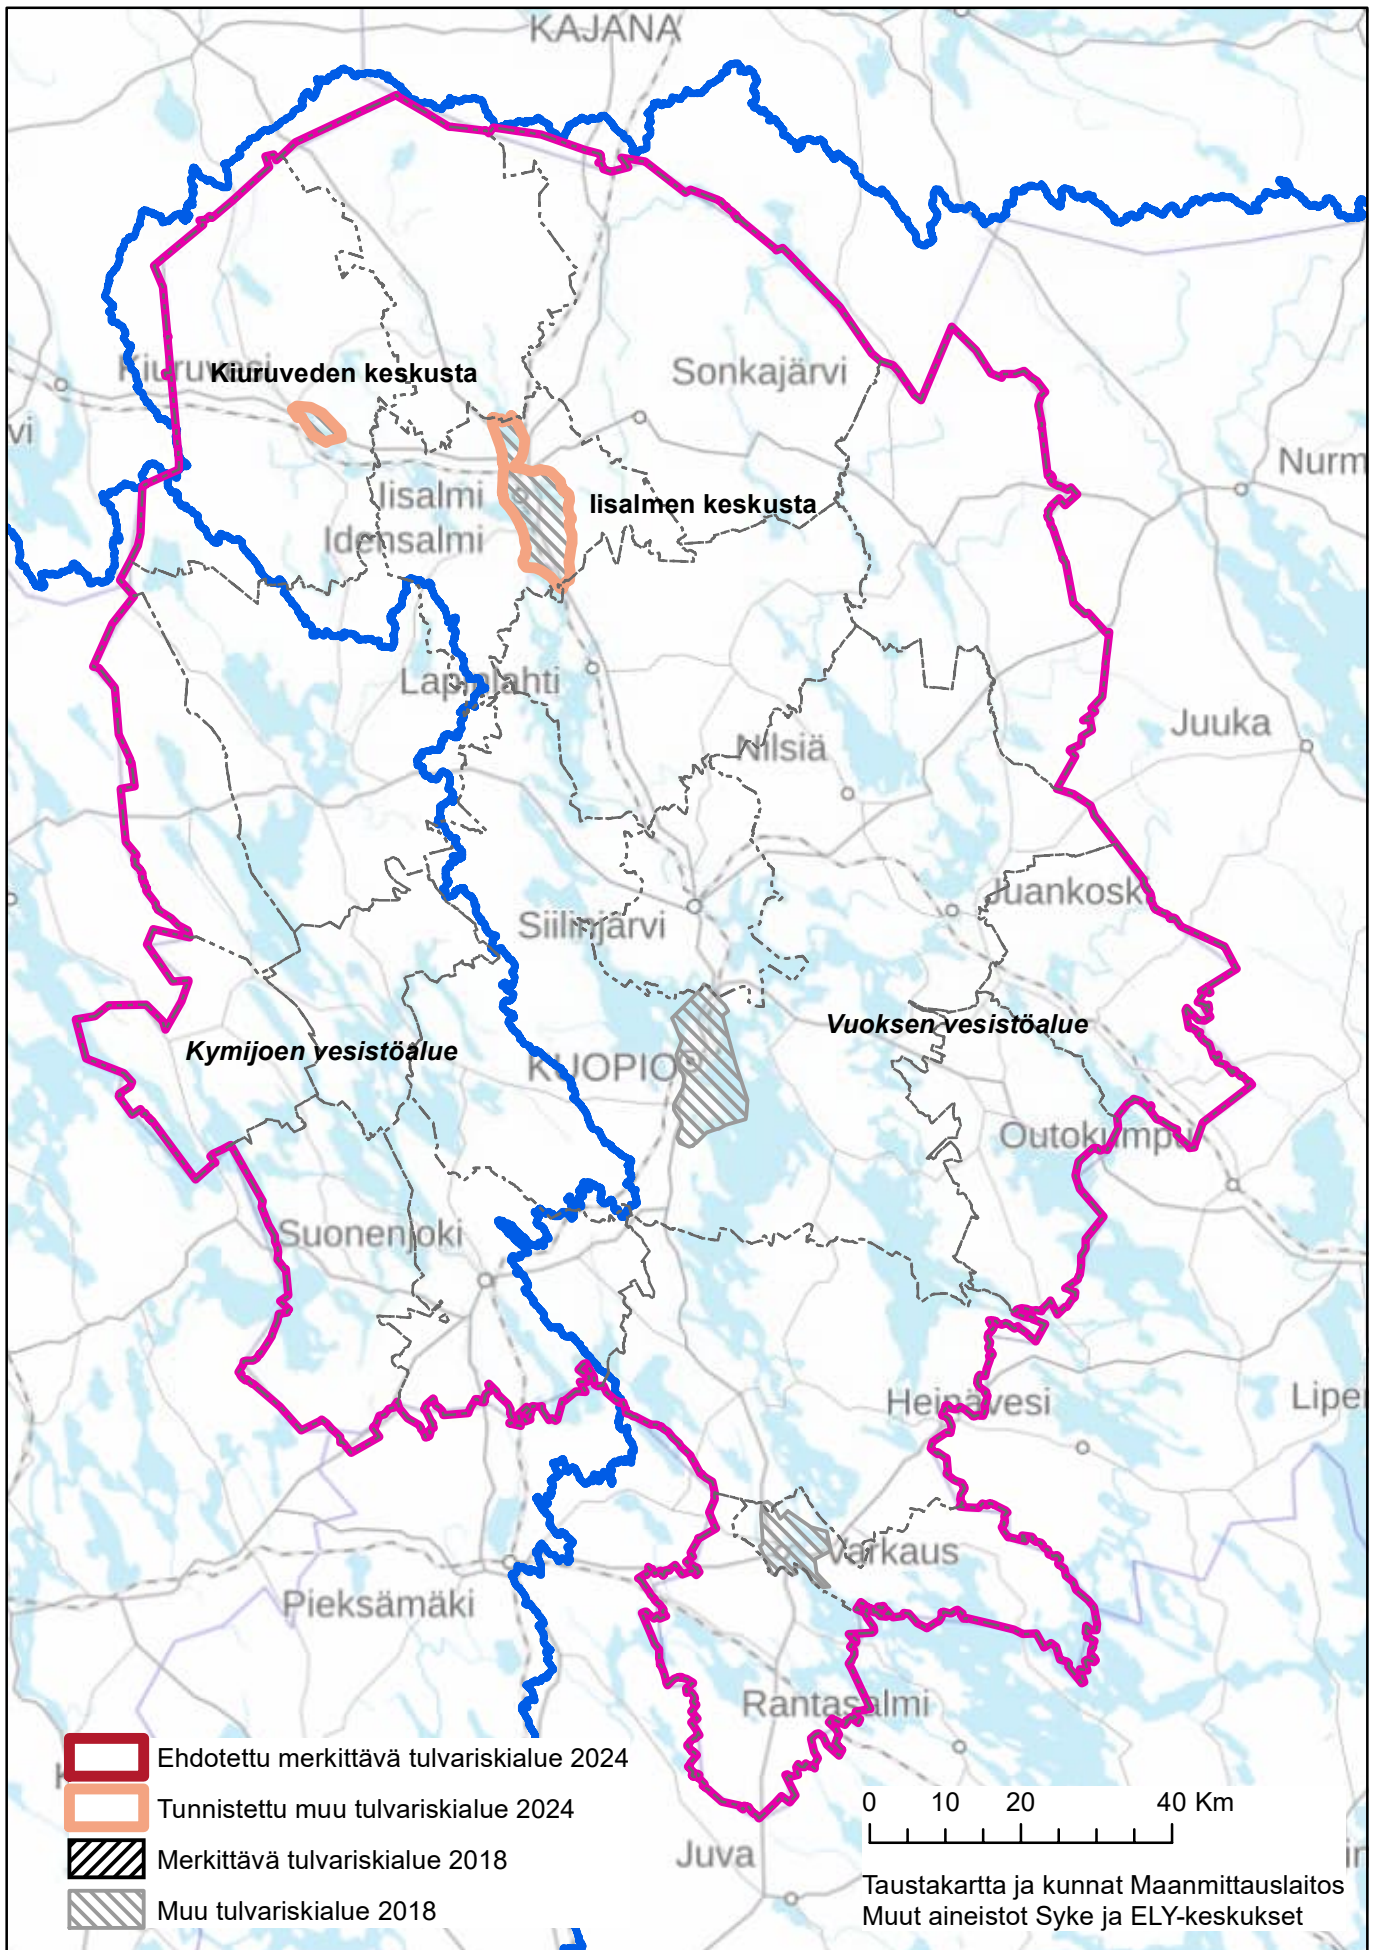 KAJANA
Kiuruvesi
Kiuruveden keskusta
Sonkajärvi
vi
Nurm
Iisalmi
Idensalmi
Iisalmen keskusta
Lapinlahti
Juuka
Nilsiä
Juankoski
Siilinjärvi
Vuoksen vesistöalue
Kymijoen vesistöalue
KUOPIO
Outokumpu
Suonenjoki
Heinävesi
Liper
Varkaus
Pieksämäki
Rantasalmi
Juva
Ehdotettu merkittävä tulvariskialue 2024
Tunnistettu muu tulvariskialue 2024
Merkittävä tulvariskialue 2018
Muu tulvariskialue 2018
0 10 20 40 Km
Taustakartta ja kunnat Maanmittauslaitos
Muut aineistot Syke ja ELY-keskukset